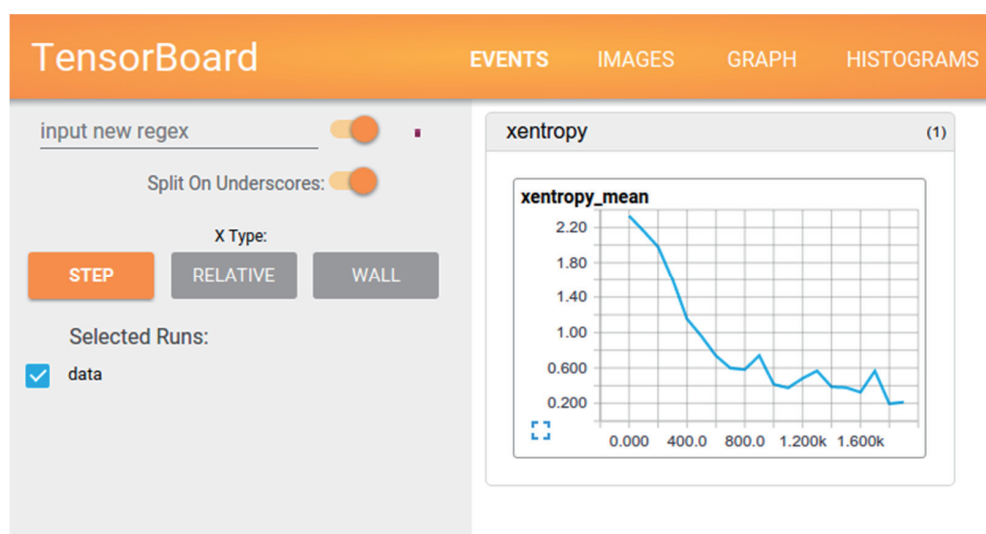 TensorBoard
EVENTS IMAGES GRAPH HISTOGRAMS
input new regex
Split On Underscores:
X Type:
STEP RELATIVE WALL
Selected Runs:
data
xentropy (1)
xentropy_mean
2.20
1.80
1.40
1.00
0.600
0.200
0.000 400.0 800.0 1.200k 1.600k